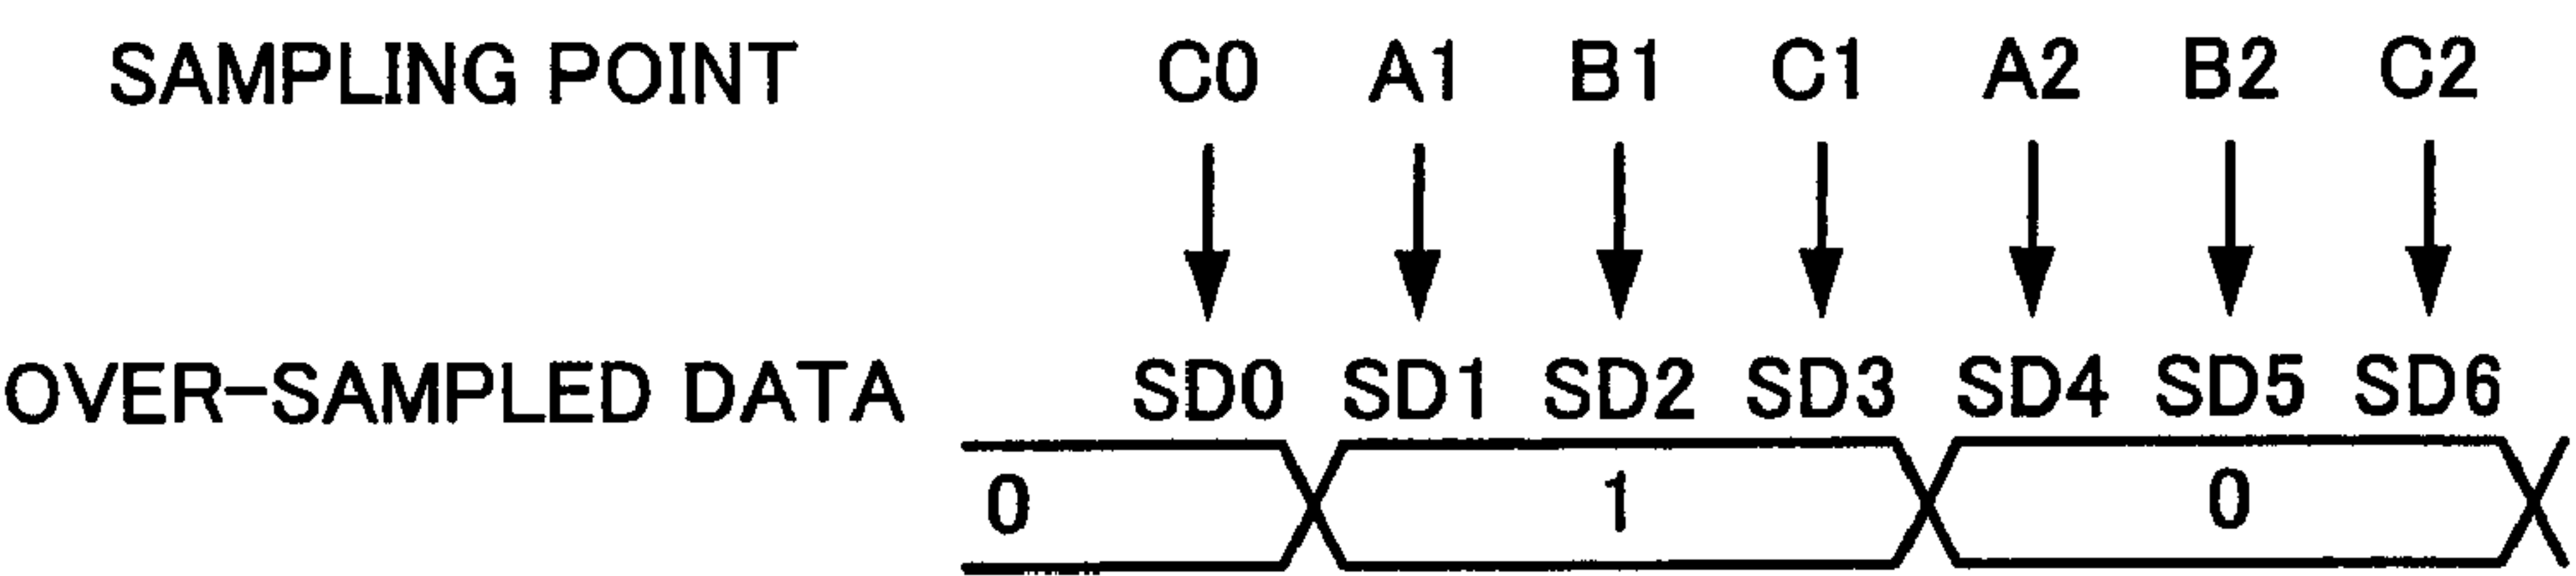 SAMPLING POINT C0 A1 B1 C1 A2 B2 C2
OVER-SAMPLED DATA SD0 SD1 SD2 SD3 SD4 SD5 SD6
0 1 0